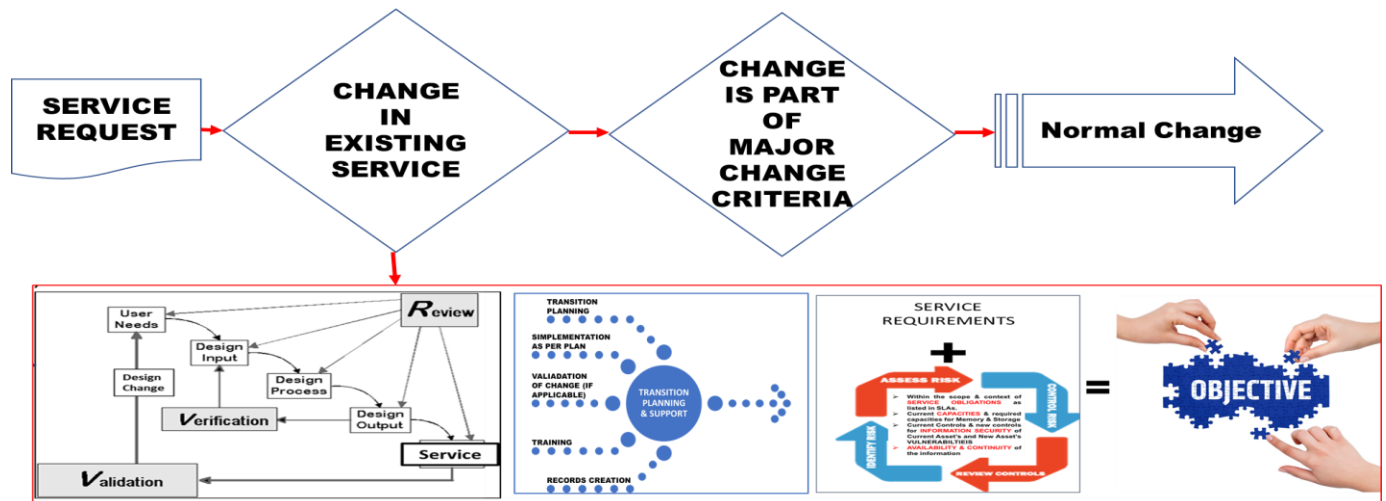 SERVICE
REQUEST
CHANGE
IN
EXISTING
SERVICE
CHANGE
IS PART
OF
MAJOR
CHANGE
CRITERIA
Normal Change
User
Needs
Review
Design
Input
Design
Process
Design
Output
Service
Design
Change
Verification
Validation
TRANSITION
PLANNING
SIMPLEMENTATION
AS PER PLAN
VALIADATION
OF CHANGE (IF
APPLICABLE)
TRAINING
RECORDS CREATION
TRANSITION
PLANNING
& SUPPORT
SERVICE
REQUIREMENTS
+
ASSESS RISK
CONTROL RISK
REVIEW CONTROLS
IDENTIFY RISK
➢ Within the scope & context of
SERVICE OBLIGATIONS as
listed in SLAs.
➢ Current CAPACITIES & required
capacities for Memory & Storage
➢ Current Controls & new controls
for INFORMATION SECURITY of
Current Asset's and New Asset's
VULNERABILTIEIS
➢ AVAILABILITY & CONTINUITY of
the information
=
OBJECTIVE